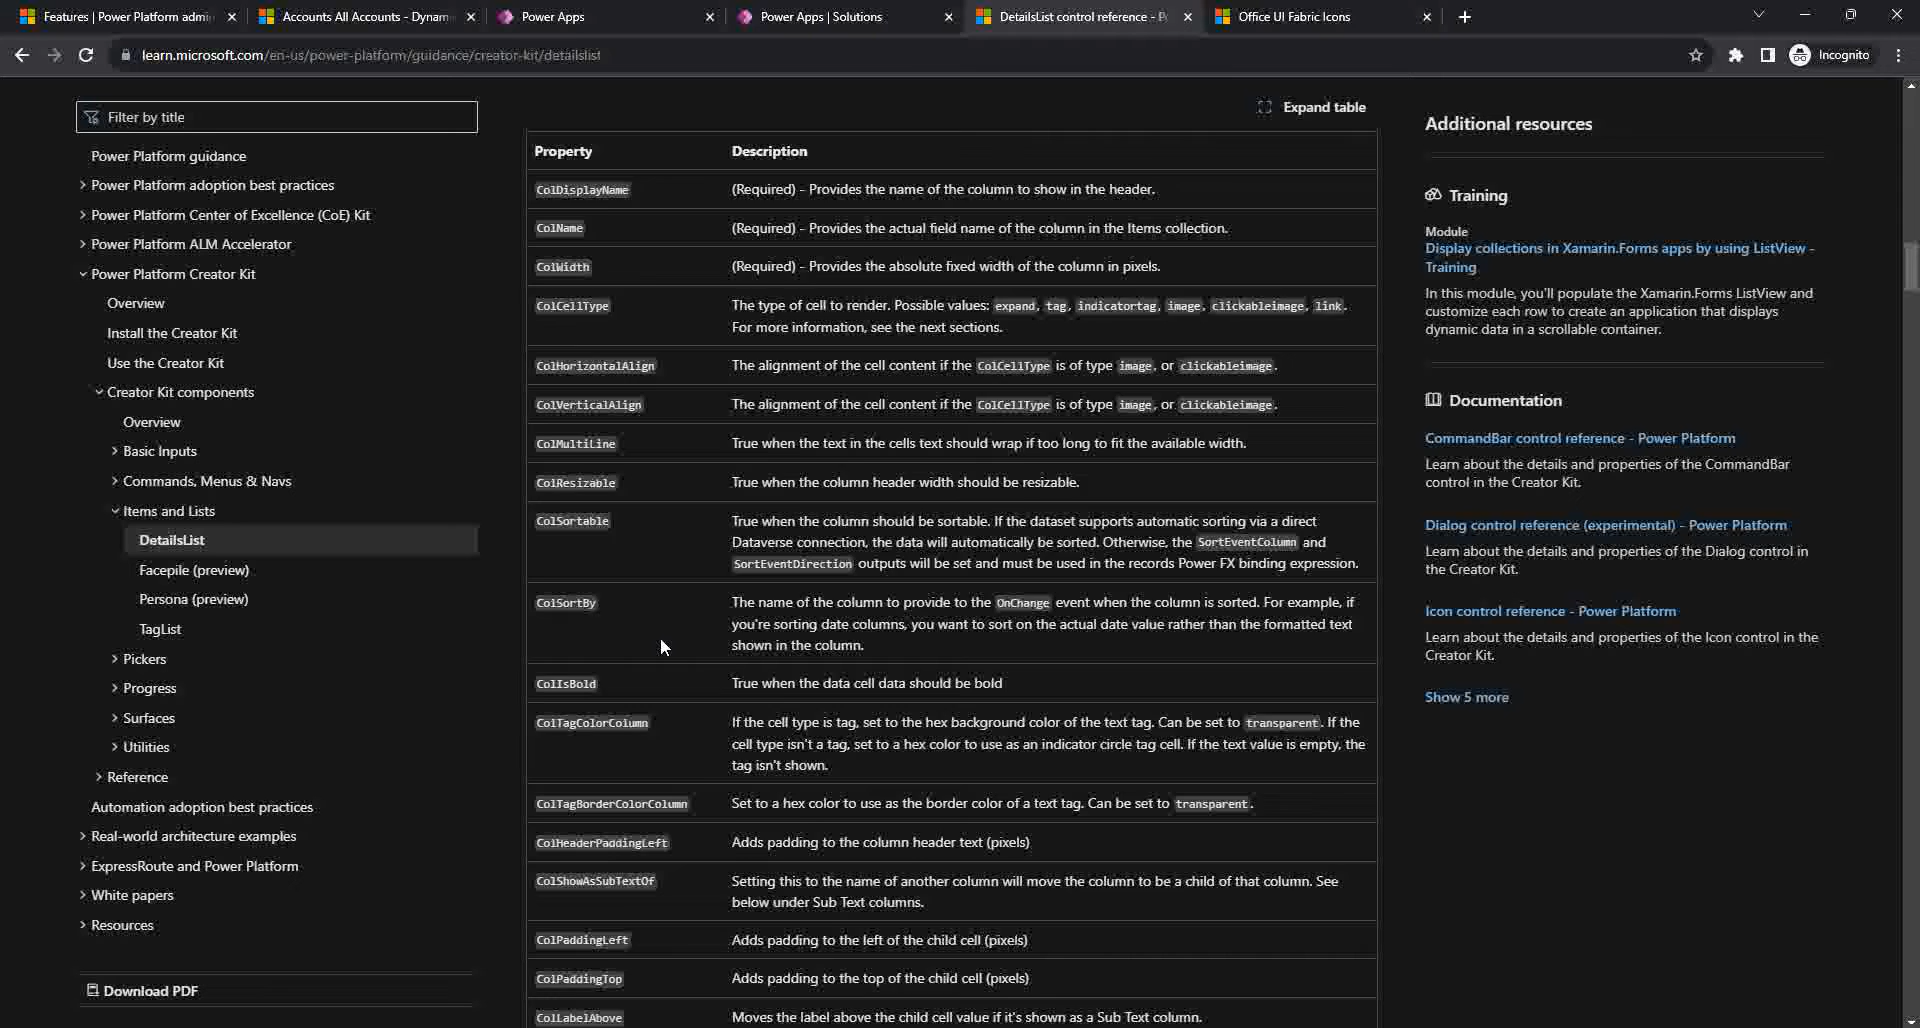 Features | Power Platform admi
Accounts All Accounts - Dynam
Power Apps
Power Apps | Solutions
DetailsList control reference - P
Office UI Fabric Icons
learn.microsoft.com/en-us/power-platform/guidance/creator-kit/detailslist
Incognito
Filter by title
Power Platform guidance
Power Platform adoption best practices
Power Platform Center of Excellence (CoE) Kit
Power Platform ALM Accelerator
Power Platform Creator Kit
Overview
Install the Creator Kit
Use the Creator Kit
Creator Kit components
Overview
Basic Inputs
Commands, Menus & Navs
Items and Lists
DetailsList
Facepile (preview)
Persona (preview)
TagList
Pickers
Progress
Surfaces
Utilities
Reference
Automation adoption best practices
Real-world architecture examples
ExpressRoute and Power Platform
White papers
Resources
Download PDF
Expand table
Property Description
ColDisplayName (Required) - Provides the name of the column to show in the header.
ColName (Required) - Provides the actual field name of the column in the Items collection.
ColWidth (Required) - Provides the absolute fixed width of the column in pixels.
ColCellType The type of cell to render. Possible values: expand, tag, indicatortag, image, clickableimage, link.
For more information, see the next sections.
ColHorizontalAlign The alignment of the cell content if the ColCellType is of type image, or clickableimage.
ColVerticalAlign The alignment of the cell content if the ColCellType is of type image, or clickableimage.
ColMultiLine True when the text in the cells text should wrap if too long to fit the available width.
ColResizable True when the column header width should be resizable.
ColSortable True when the column should be sortable. If the dataset supports automatic sorting via a direct
Dataverse connection, the data will automatically be sorted. Otherwise, the SortEventColumn and
SortEventDirection outputs will be set and must be used in the records Power FX binding expression.
ColSortBy The name of the column to provide to the OnChange event when the column is sorted. For example, if
you're sorting date columns, you want to sort on the actual date value rather than the formatted text
shown in the column.
ColIsBold True when the data cell data should be bold
ColTagColorColumn If the cell type is tag, set to the hex background color of the text tag. Can be set to transparent. If the
cell type isn't a tag, set to a hex color to use as an indicator circle tag cell. If the text value is empty, the
tag isn't shown.
ColTagBorderColorColumn Set to a hex color to use as the border color of a text tag. Can be set to transparent.
ColHeaderPaddingLeft Adds padding to the column header text (pixels)
ColShowAsSubTextOf Setting this to the name of another column will move the column to be a child of that column. See
below under Sub Text columns.
ColPaddingLeft Adds padding to the left of the child cell (pixels)
ColPaddingTop Adds padding to the top of the child cell (pixels)
ColLabelAbove Moves the label above the child cell value if it's shown as a Sub Text column.
Additional resources
Training
Module
Display collections in Xamarin.Forms apps by using ListView -
Training
In this module, you'll populate the Xamarin.Forms ListView and
customize each row to create an application that displays
dynamic data in a scrollable container.
Documentation
CommandBar control reference - Power Platform
Learn about the details and properties of the CommandBar
control in the Creator Kit.
Dialog control reference (experimental) - Power Platform
Learn about the details and properties of the Dialog control in
the Creator Kit.
Icon control reference - Power Platform
Learn about the details and properties of the Icon control in the
Creator Kit.
Show 5 more